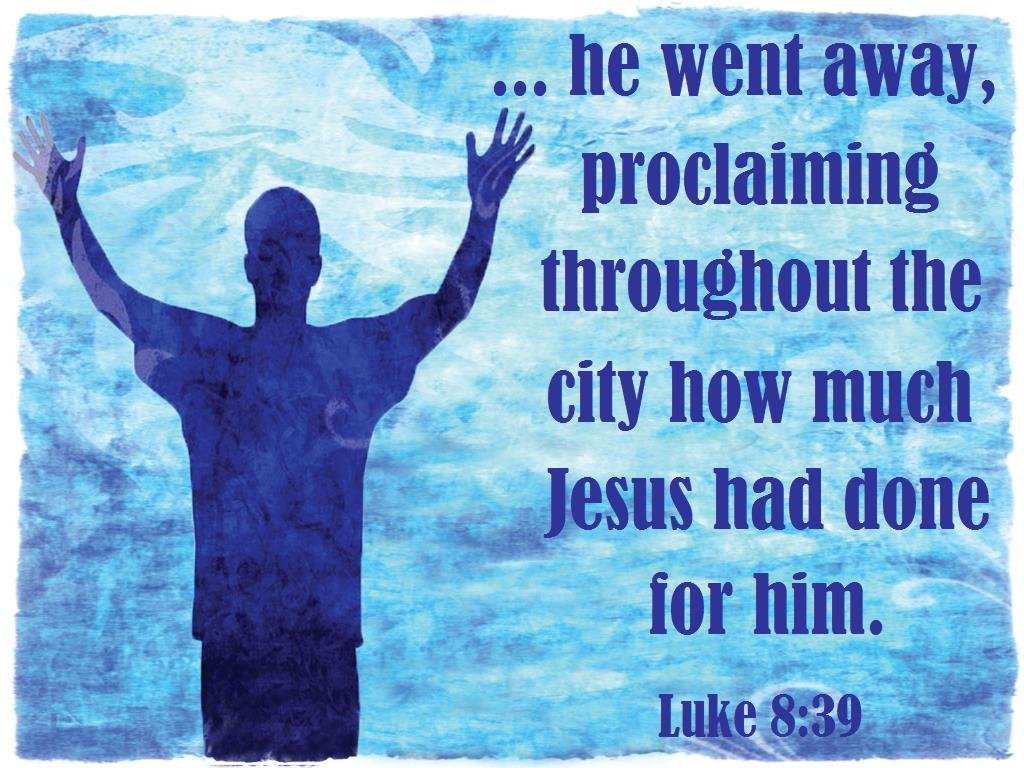 ... he went away,
proclaiming
throughout the
city how much
Jesus had done
for him.
Luke 8:39